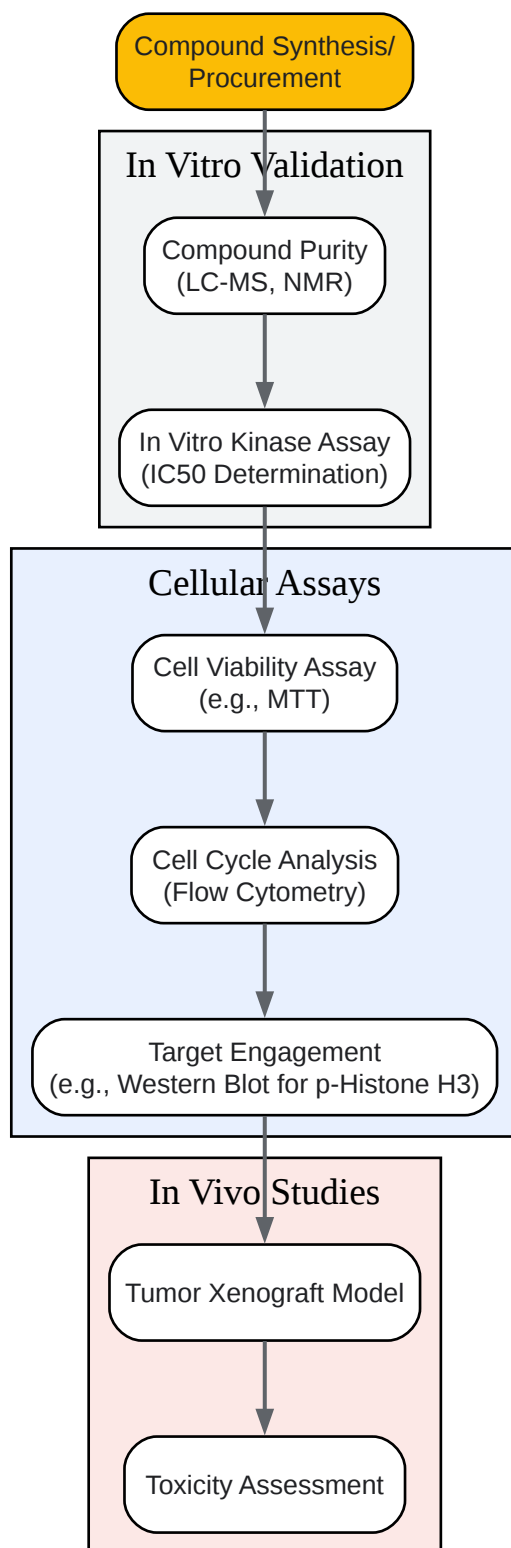 Compound Synthesis/
Procurement
In Vitro Validation
Compound Purity
(LC-MS, NMR)
In Vitro Kinase Assay
(IC50 Determination)
Cellular Assays
Cell Viability Assay
(e.g., MTT)
Cell Cycle Analysis
(Flow Cytometry)
Target Engagement
(e.g., Western Blot for p-Histone H3)
In Vivo Studies
Tumor Xenograft Model
Toxicity Assessment